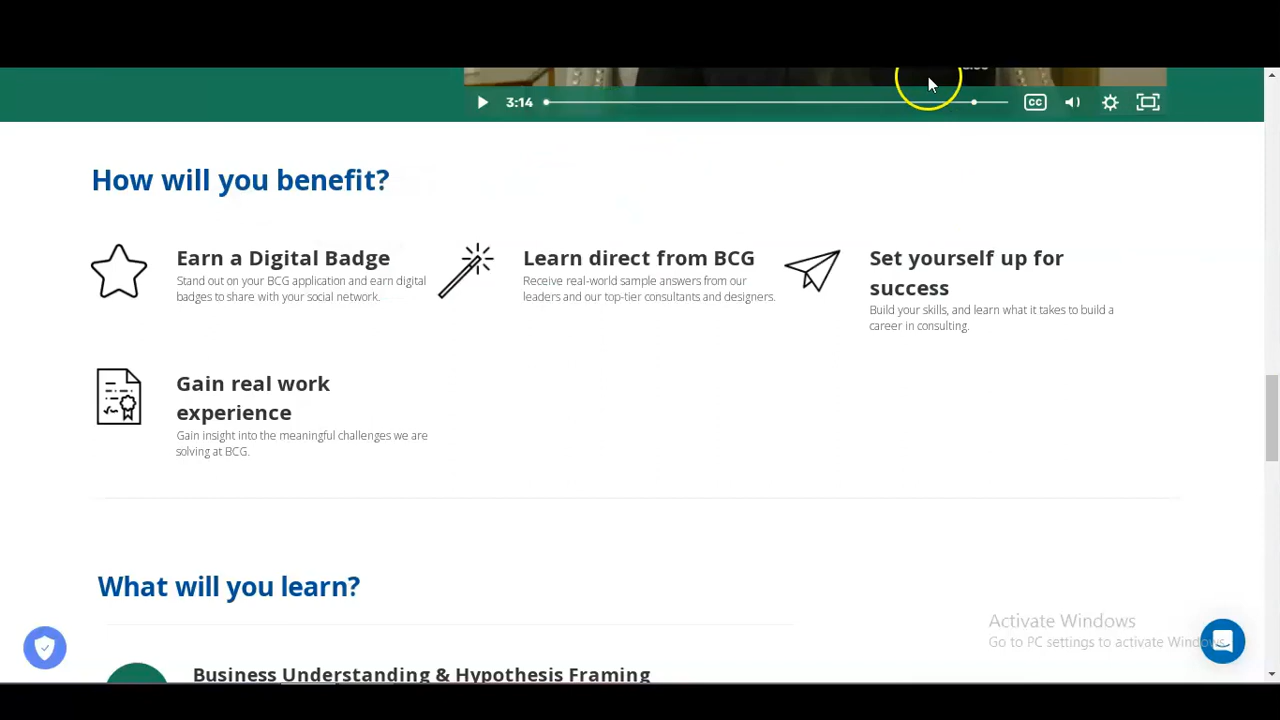 3:14
CC
How will you benefit?
Earn a Digital Badge
Stand out on your BCG application and earn digital
badges to share with your social network.
Learn direct from BCG
Receive real-world sample answers from our
leaders and our top-tier consultants and designers.
Set yourself up for
success
Build your skills, and learn what it takes to build a
career in consulting.
Gain real work
experience
Gain insight into the meaningful challenges we are
solving at BCG.
What will you learn?
Business Understanding & Hypothesis Framing
Activate Windows
Go to PC settings to activate Windows.